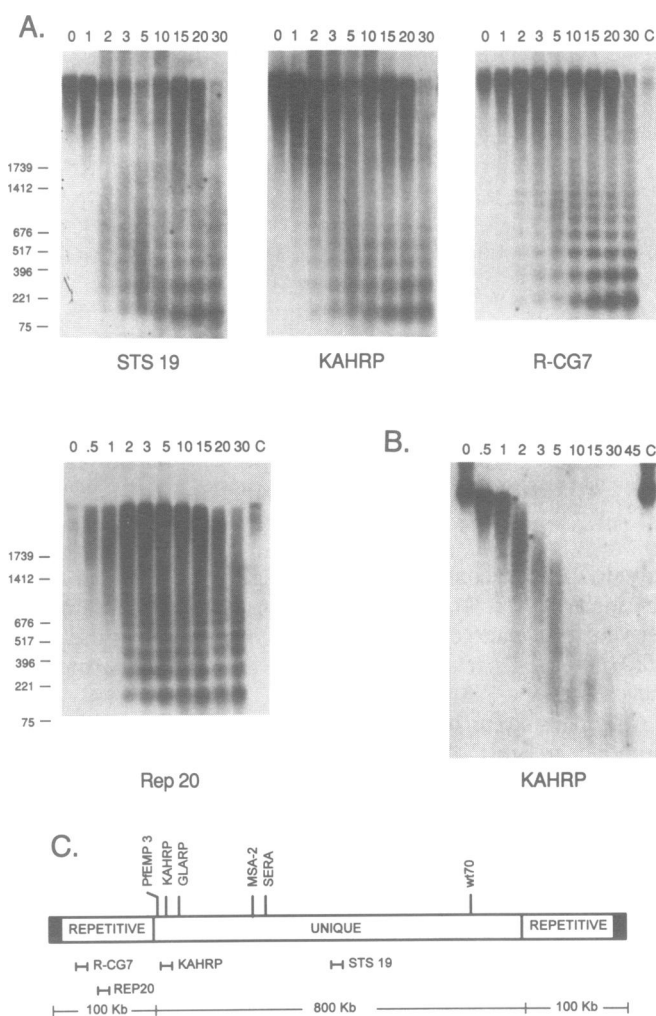 A.
0 1 2 3 5 10 15 20 30
0 1 2 3 5 10 15 20 30
0 1 2 3 5 10 15 20 30 C
1739
1412
676
517
396
221
75
STS 19
KAHRP
R-CG7
0 .5 1 2 3 5 10 15 20 30 C
1739
1412
676
517
396
221
75
Rep 20
B.
0 .5 1 2 3 5 10 15 30 45 C
KAHRP
C.
PfEMP 3
KAHRP
GLARP
MSA-2
SERA
wt70
REPETITIVE UNIQUE REPETITIVE
R-CG7 KAHRP STS 19
REP20
100 Kb 800 Kb 100 Kb